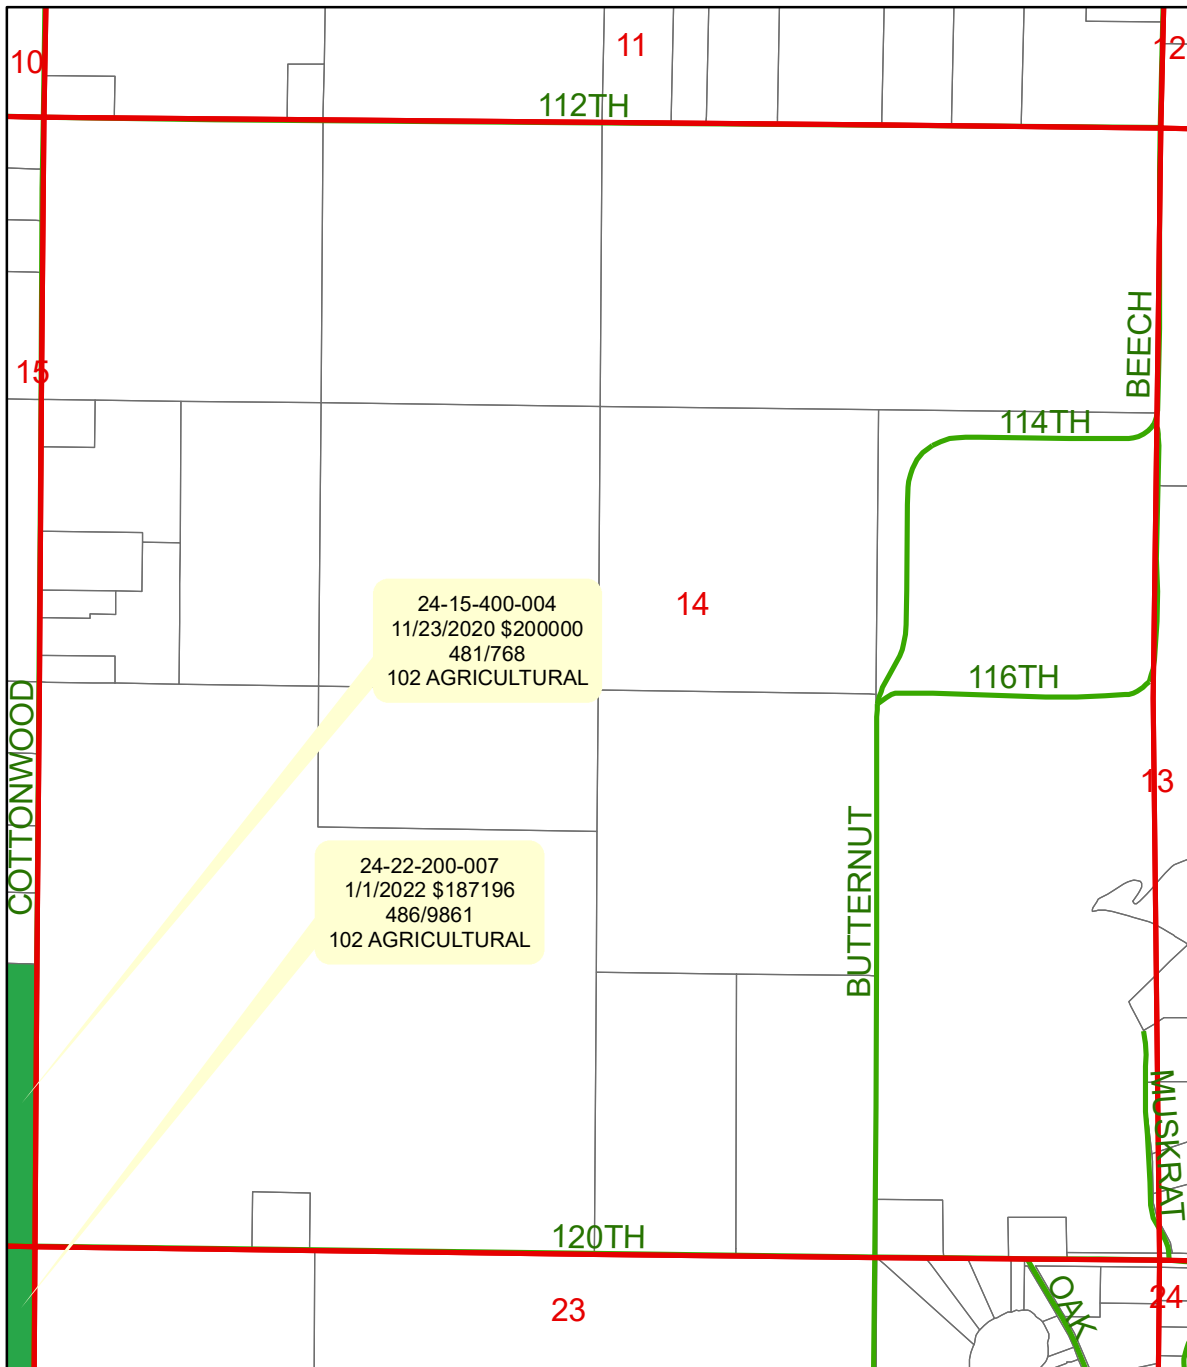 10
11
12
112TH
15
BEECH
114TH
24-15-400-004
11/23/2020 $200000
481/768
102 AGRICULTURAL
14
116TH
COTTONWOOD
13
BUTTERNUT
24-22-200-007
1/1/2022 $187196
486/9861
102 AGRICULTURAL
MUSKRAT
120TH
23
OAK
24